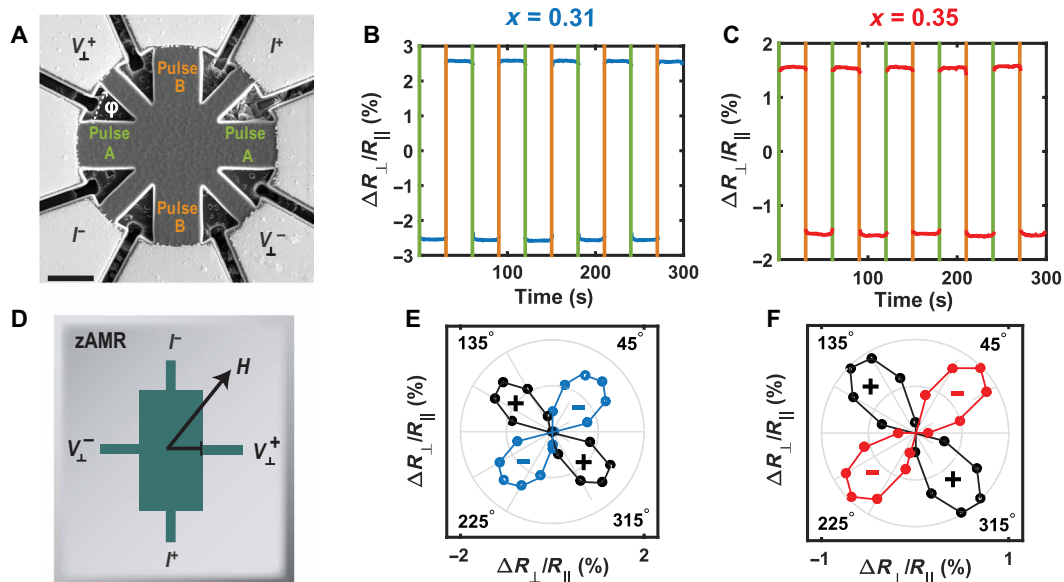 x = 0.31
x = 0.35
A
V⊥+
I+
Pulse
B
φ
Pulse
A
Pulse
A
Pulse
B
I−
V⊥−
B
ΔR⊥/R|| (%)
3
2
1
0
-1
-2
-3
100
200
300
Time (s)
C
ΔR⊥/R|| (%)
2
1
0
-1
-2
100
200
300
Time (s)
D
zAMR
I−
H
V⊥−
V⊥+
I+
E
135°
45°
+
-
-
+
225°
315°
ΔR⊥/R|| (%)
−2
2
ΔR⊥/R|| (%)
F
135°
45°
+
-
-
+
225°
315°
ΔR⊥/R|| (%)
−1
1
ΔR⊥/R|| (%)